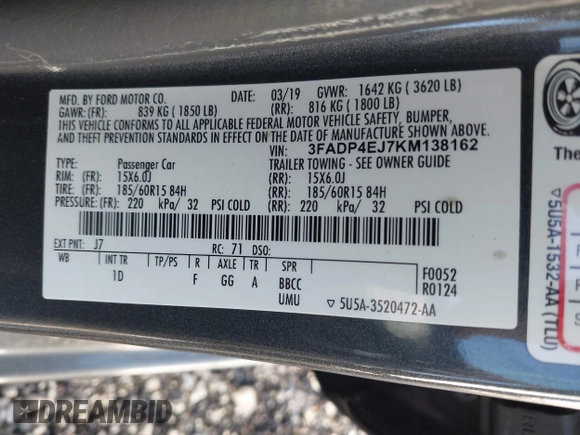 MFD. BY FORD MOTOR CO. DATE: 03/19 GVWR: 1642 KG ( 3620 LB)
GAWR: (FR): 839 KG ( 1850 LB) (RR): 816 KG ( 1800 LB)
THIS VEHICLE CONFORMS TO ALL APPLICABLE FEDERAL MOTOR VEHICLE SAFETY, BUMPER,
AND THEFT PREVENTION STANDARDS IN EFFECT ON THE DATE OF MANUFACTURE SHOWN ABOVE.
VIN: 3FADP4EJ7KM138162
TYPE: Passenger Car TRAILER TOWING - SEE OWNER GUIDE
RIM: (FR): 15X6.0J (RR): 15X6.0J
TIRE: (FR): 185/60R15 84H (RR): 185/60R15 84H
PRESSURE: (FR): 220 kPa/ 32 PSI COLD (RR): 220 kPa/ 32 PSI COLD
EXT PNT: J7 RC: 71 DSO:
WB INT TR TP/PS R AXLE TR SPR F0052
1D F GG A BBCC R0124
UMU ▽ 5U5A-3520472-AA
▽5U5A-1532-AA (TLU)
DREAMBID